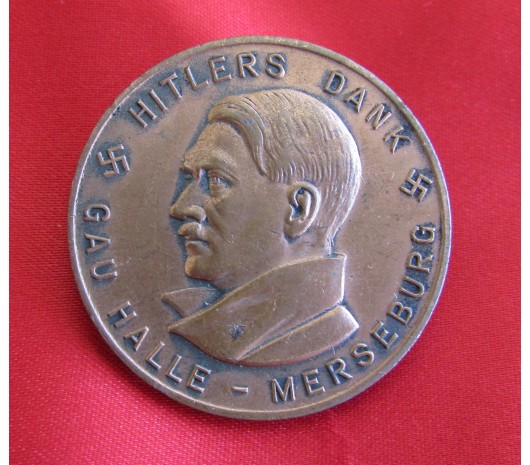 HITLERS DANK
GAU HALLE - MERSEBURG